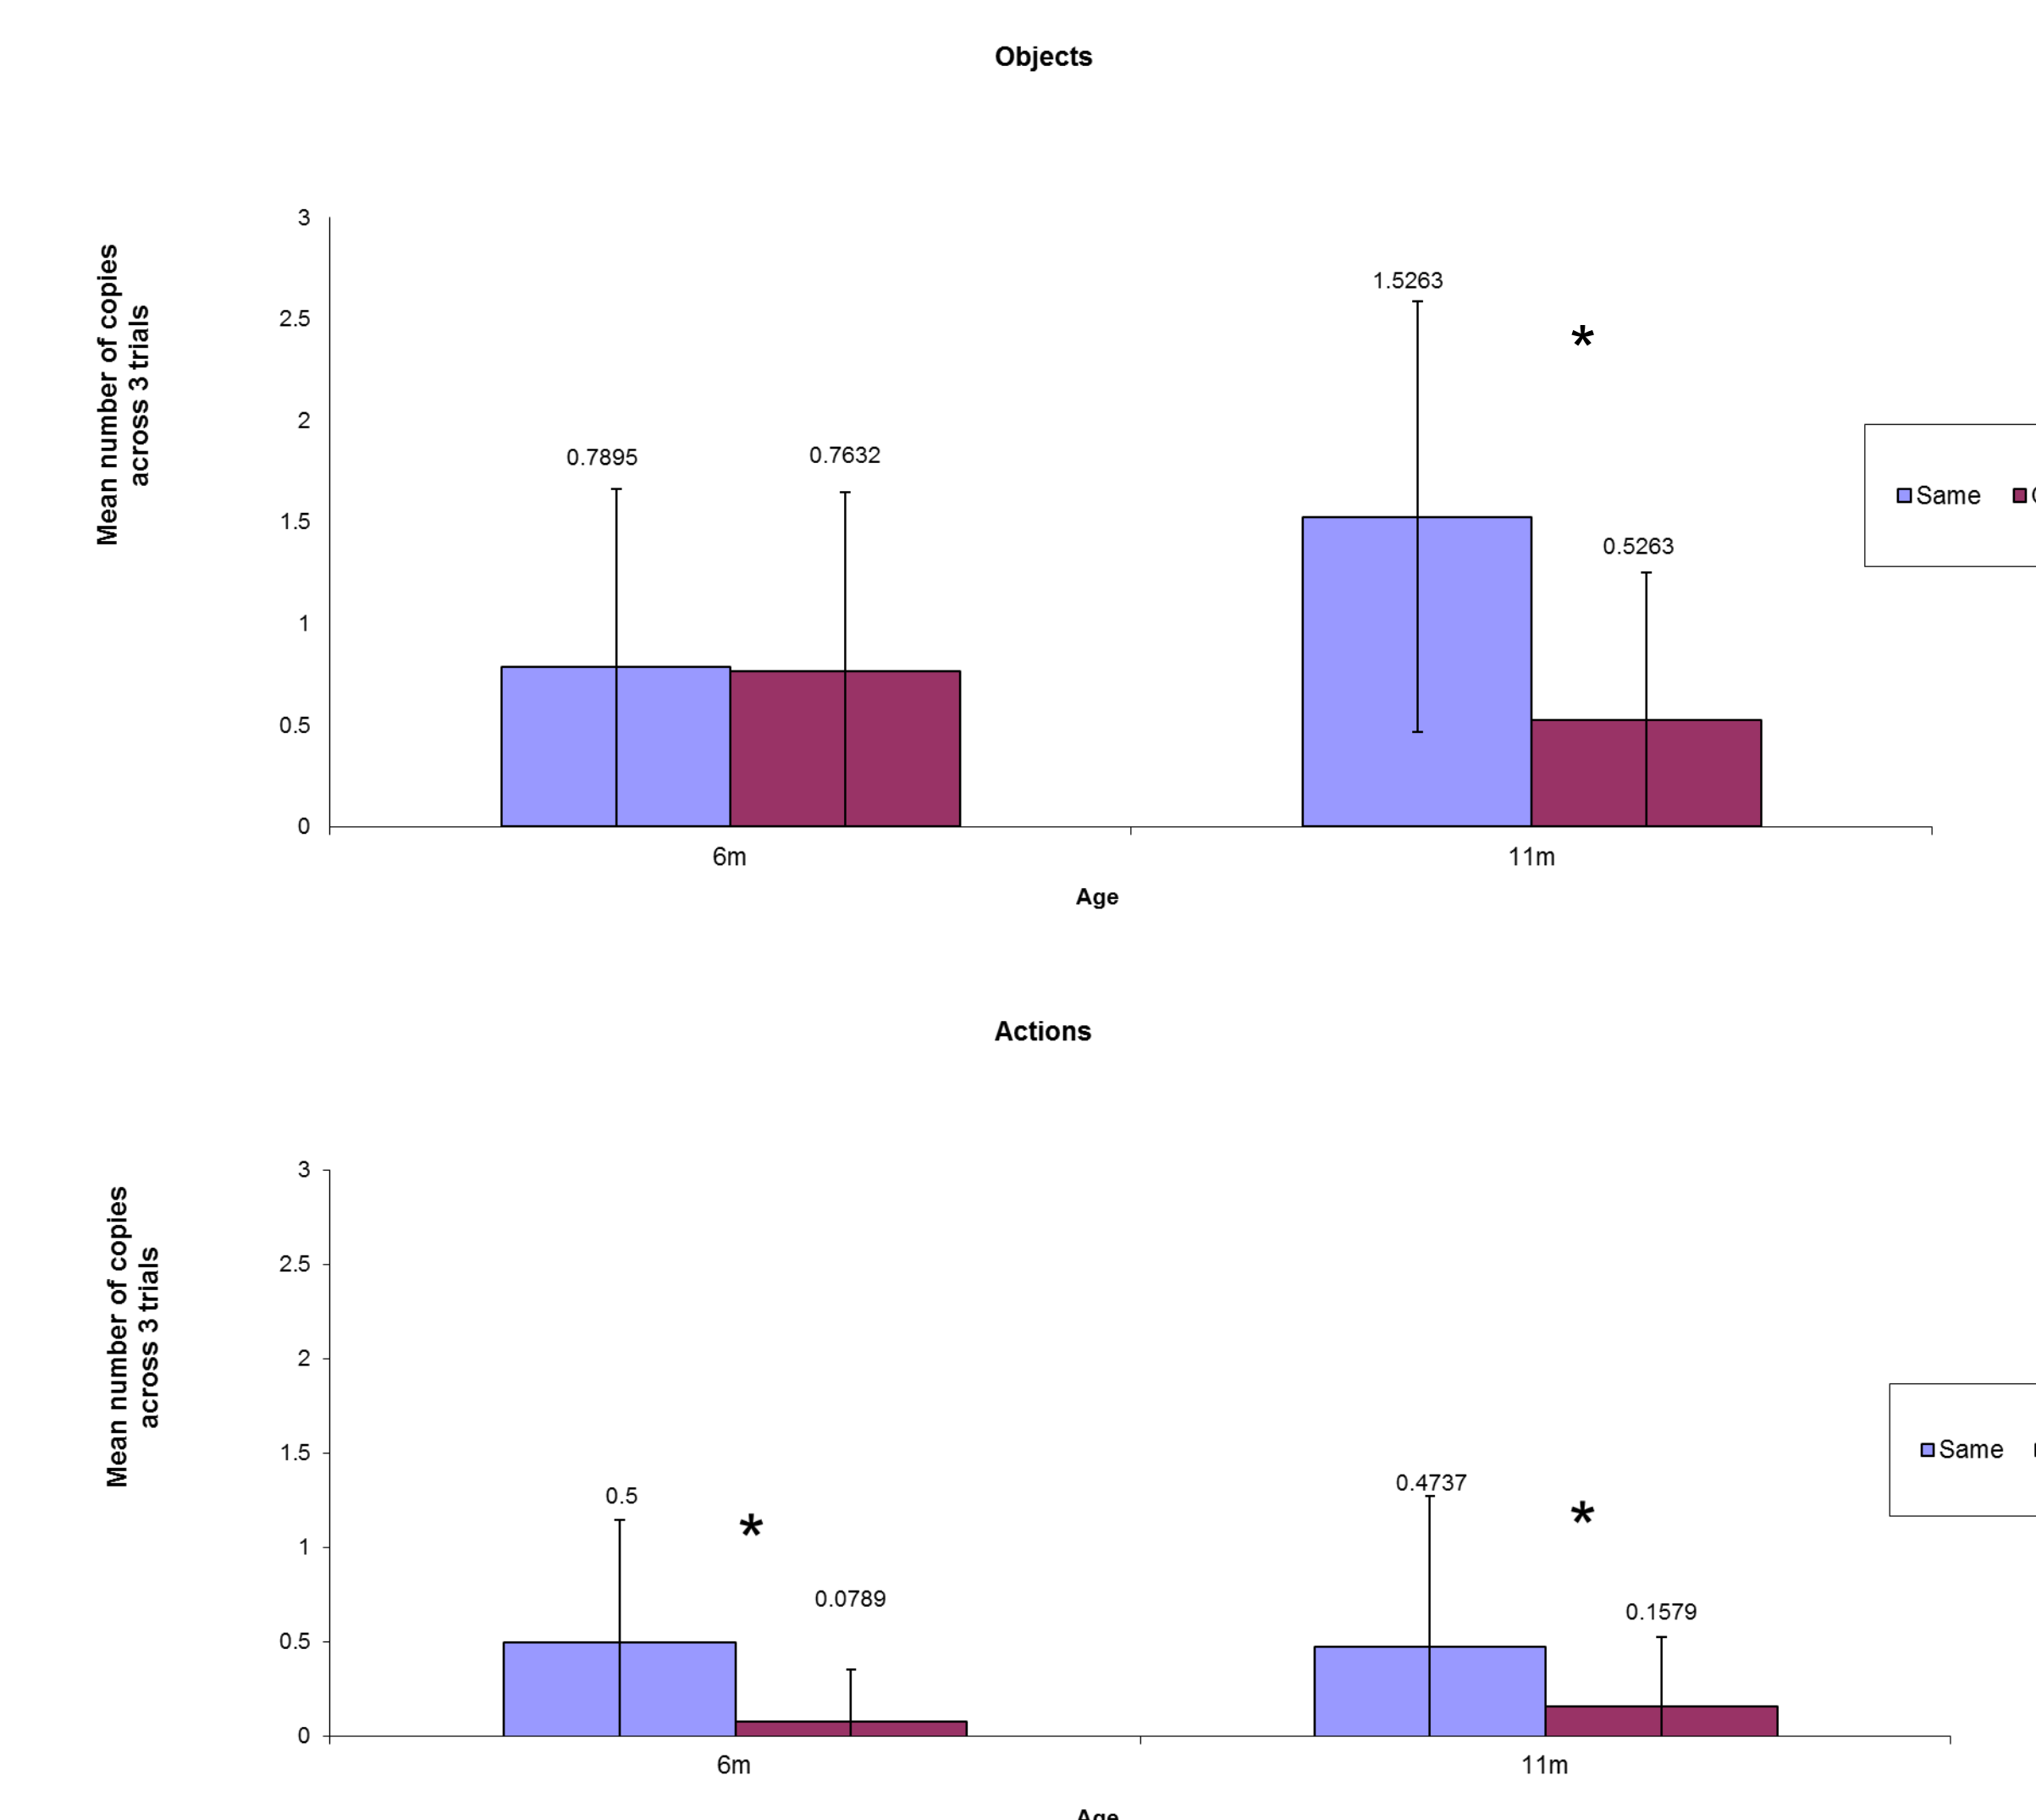 Objects
Mean number of copies
across 3 trials
3
2.5
2
1.5
1
0.5
0
0.7895
0.7632
1.5263
*
0.5263
Same
6m
11m
Age
Actions
Mean number of copies
across 3 trials
3
2.5
2
1.5
1
0.5
0
0.5
*
0.0789
0.4737
*
0.1579
Same
6m
11m
Age